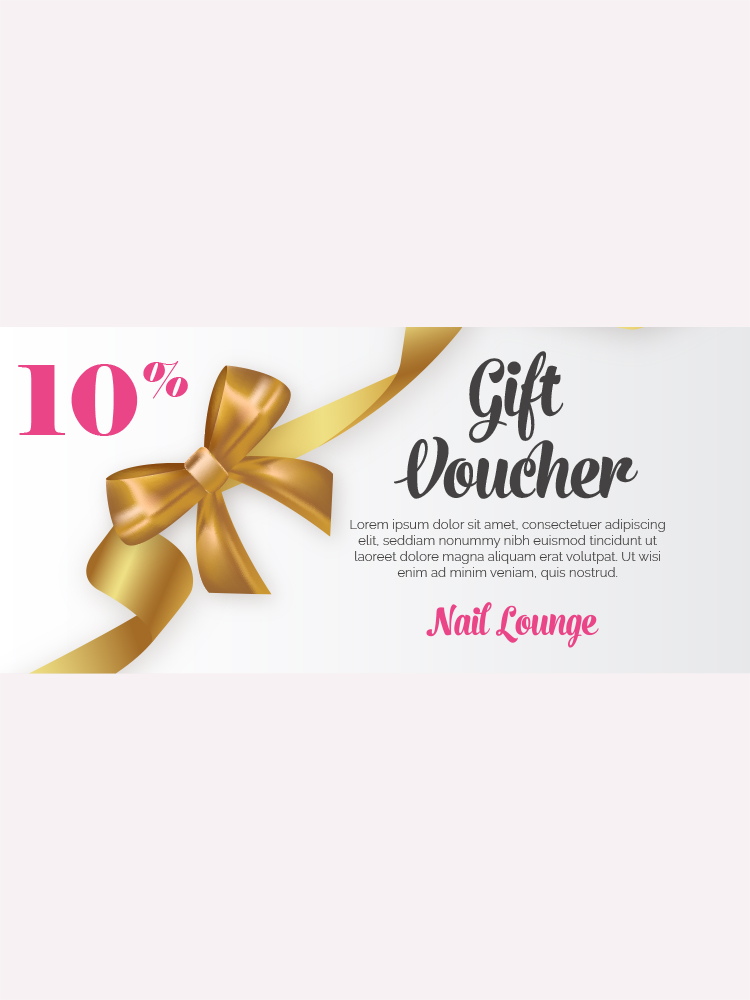 10%
Gift
Voucher
Lorem ipsum dolor sit amet, consectetuer adipiscing
elit, seddiam nonummy nibh euismod tincidunt ut
laoreet dolore magna aliquam erat volutpat. Ut wisi
enim ad minim veniam, quis nostrud.
Nail Lounge